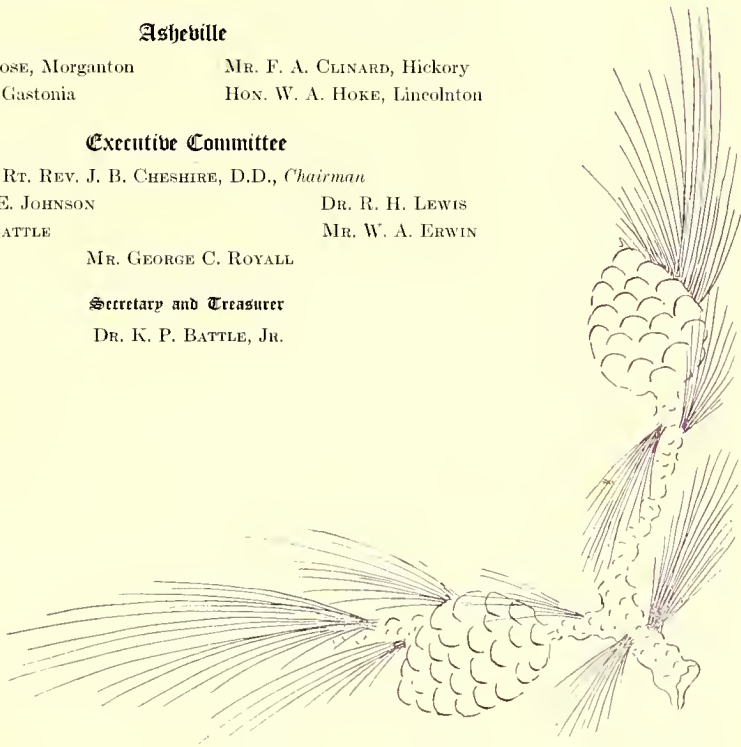 Asheville
OSE, Morganton MR. F. A. CLINARD, Hickory
Gastonia HON. W. A. HOKE, Lincolnton
Executive Committee
RT. REV. J. B. CHESHIRE, D.D., Chairman
E. JOHNSON DR. R. H. LEWIS
ATTLE MR. W. A. ERWIN
MR. GEORGE C. ROYALL
Secretary and Treasurer
DR. K. P. BATTLE, JR.